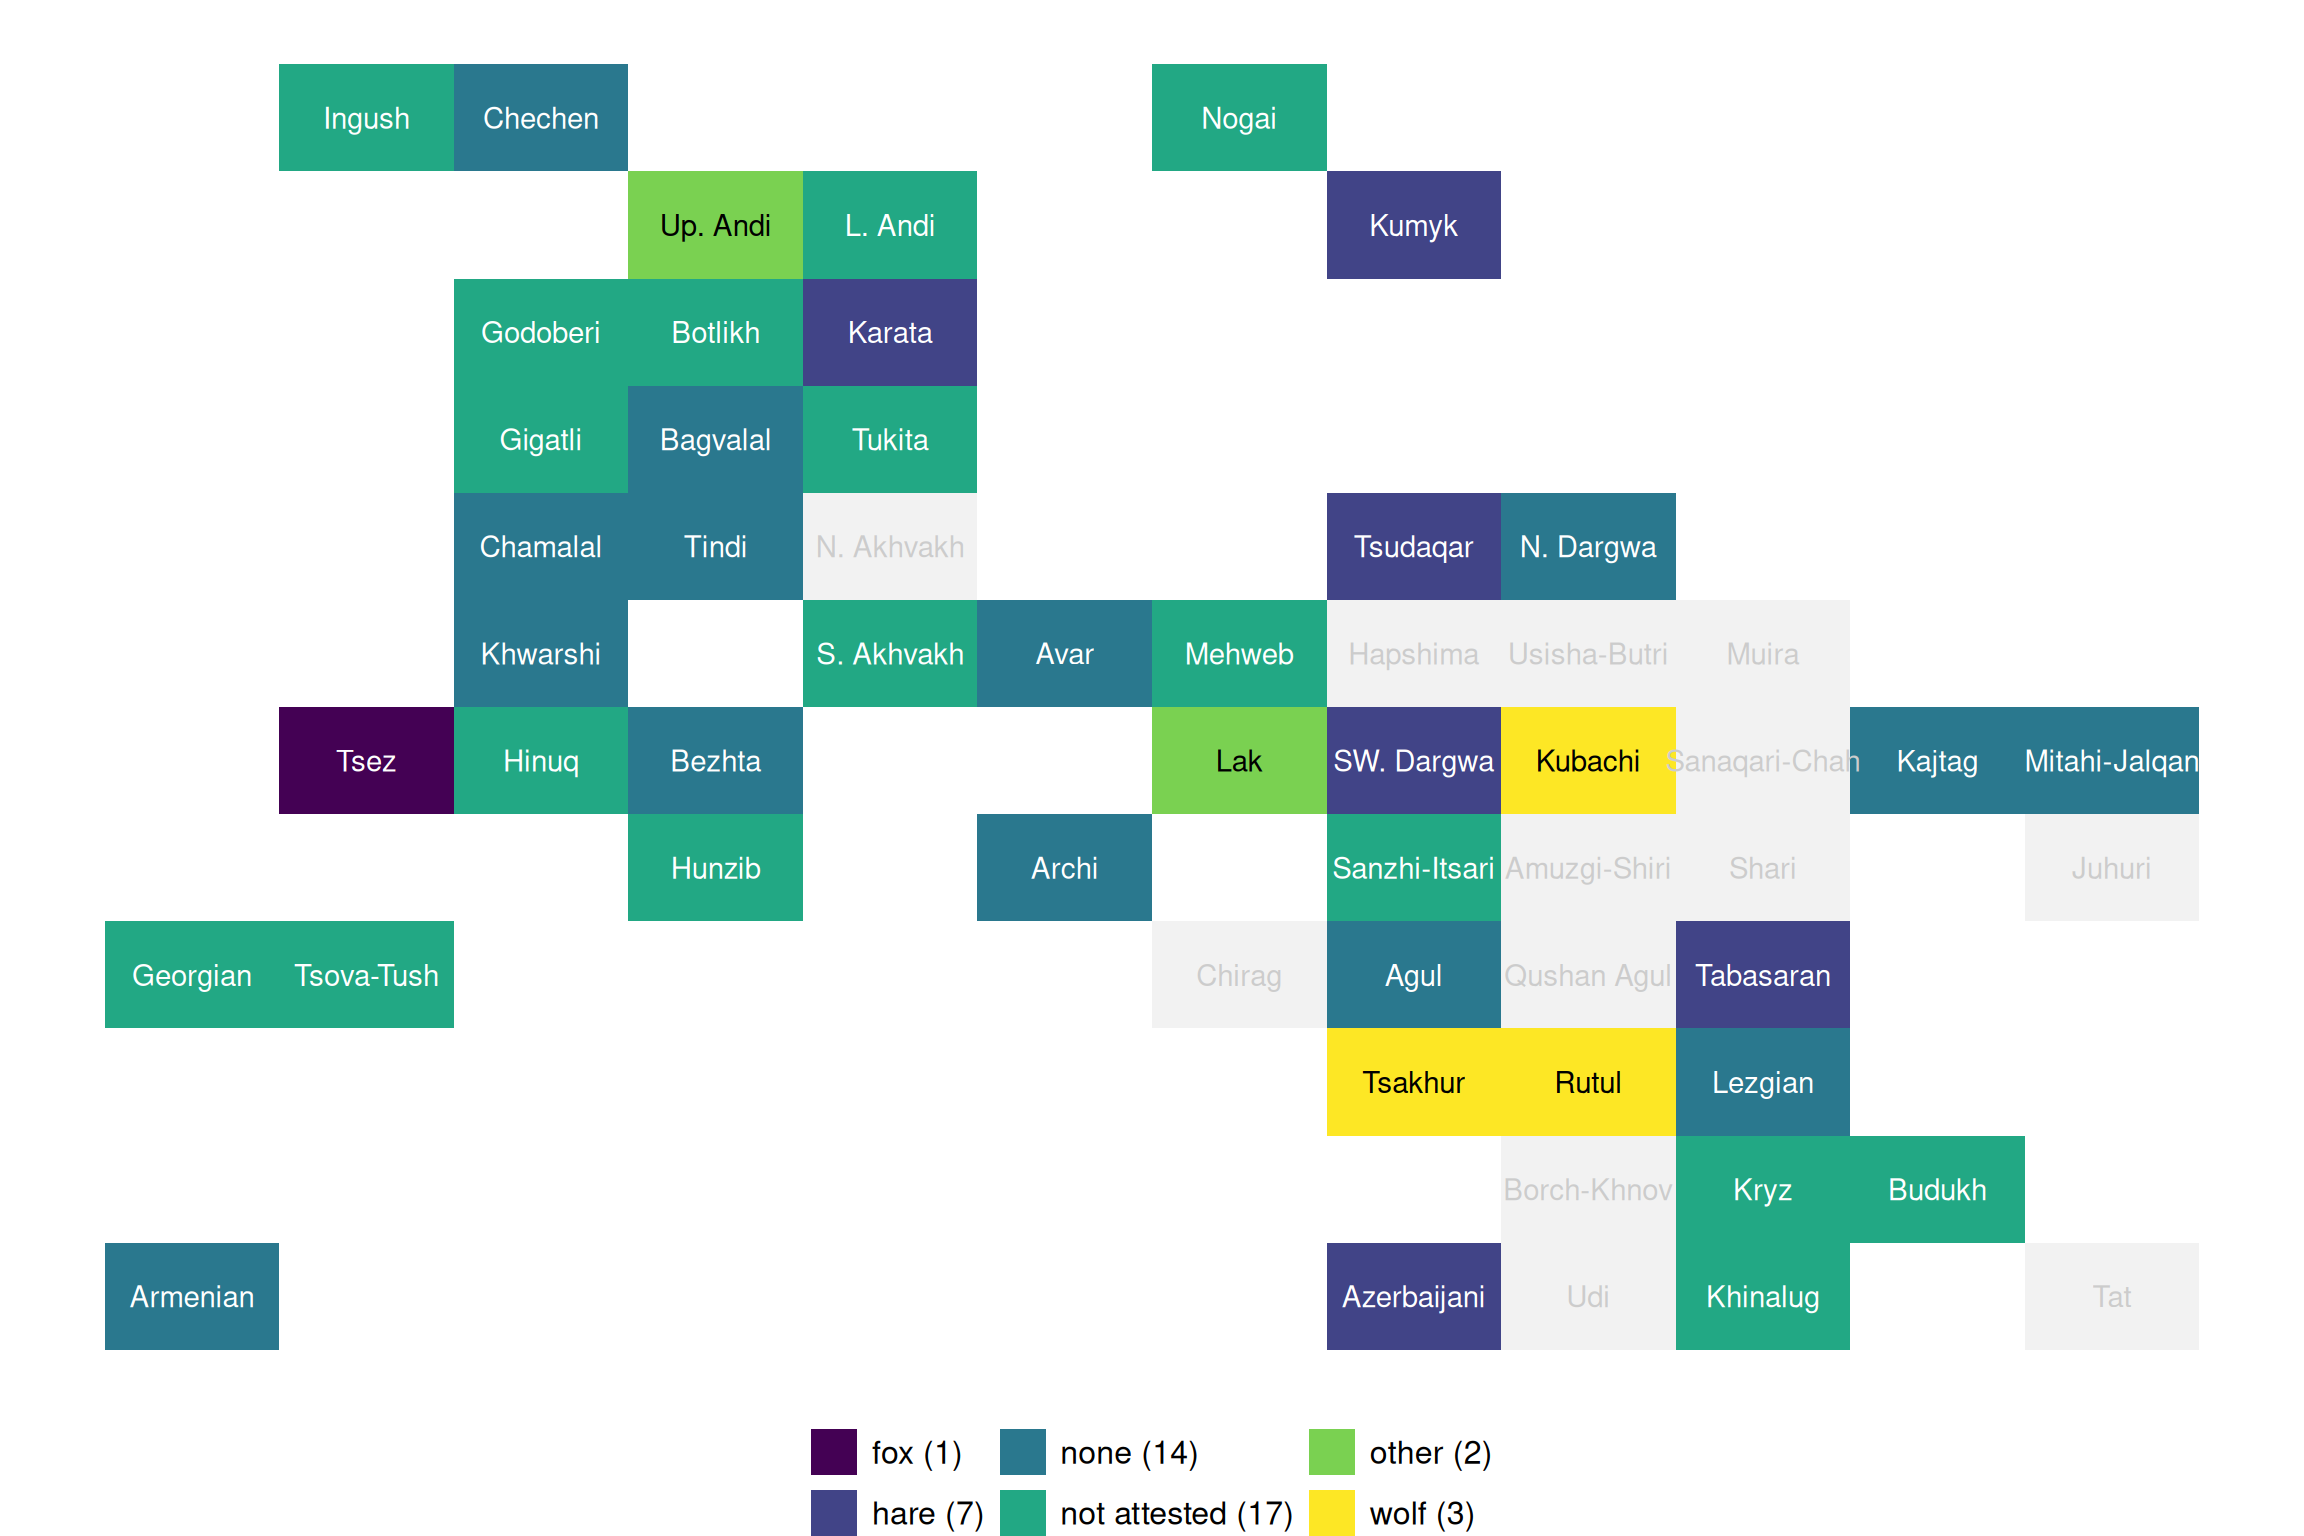 Ingush Chechen Nogai
Up. Andi L. Andi Kumyk
Godoberi Botlikh Karata
Gigatli Bagvalal Tukita
Chamalal Tindi N. Akhvakh Tsudaqar N. Dargwa
Khwarshi S. Akhvakh Avar Mehweb Hapshima Usisha-Butri Muira
Tsez Hinuq Bezhta Lak SW. Dargwa Kubachi Sanaqari-Chah Kajtag Mitahi-Jalqan
Hunzib Archi Sanzhi-Itsari Amuzgi-Shiri Shari Juhuri
Georgian Tsova-Tush Chirag Agul Qushan Agul Tabasaran
Tsakhur Rutul Lezgian
Borch-Khnov Kryz Budukh
Armenian Azerbaijani Udi Khinalug Tat
fox (1) none (14) other (2)
hare (7) not attested (17) wolf (3)